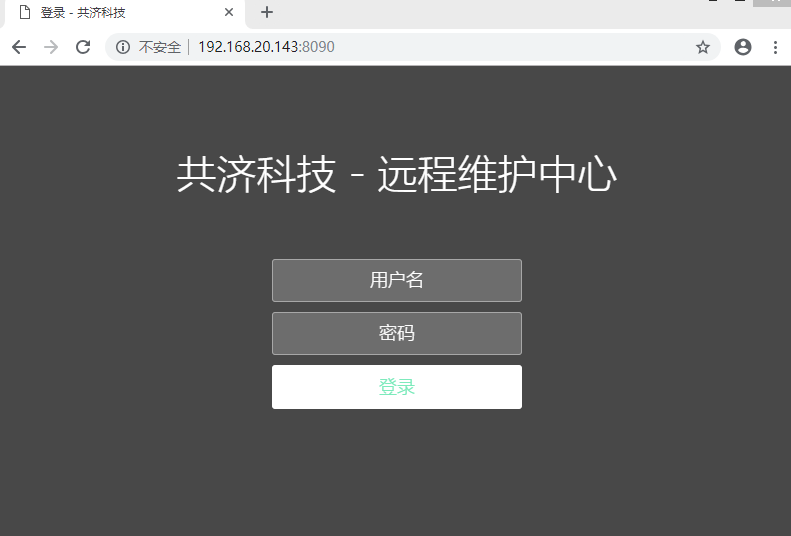 登录 - 共济科技
不安全 192.168.20.143:8090
共济科技 - 远程维护中心
用户名
密码
登录